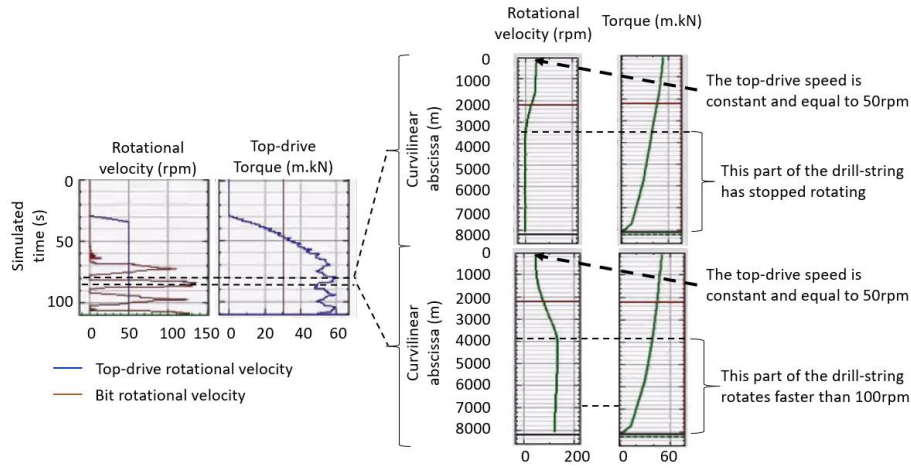 Rotational
velocity (rpm)
Top-drive
Torque (m.kN)
Simulated
time (s)
0
50
100
0 50 100 150
0 20 40 60
Top-drive rotational velocity
Bit rotational velocity
Rotational
velocity (rpm)
Torque (m.kN)
Curvilinear
abscissa (m)
0
1000
2000
3000
4000
5000
6000
7000
8000
The top-drive speed is
constant and equal to 50rpm
This part of the drill-string
has stopped rotating
0 200
0 60
Curvilinear
abscissa (m)
0
1000
2000
3000
4000
5000
6000
7000
8000
The top-drive speed is
constant and equal to 50rpm
This part of the drill-string
rotates faster than 100rpm
0 100 200
0 60